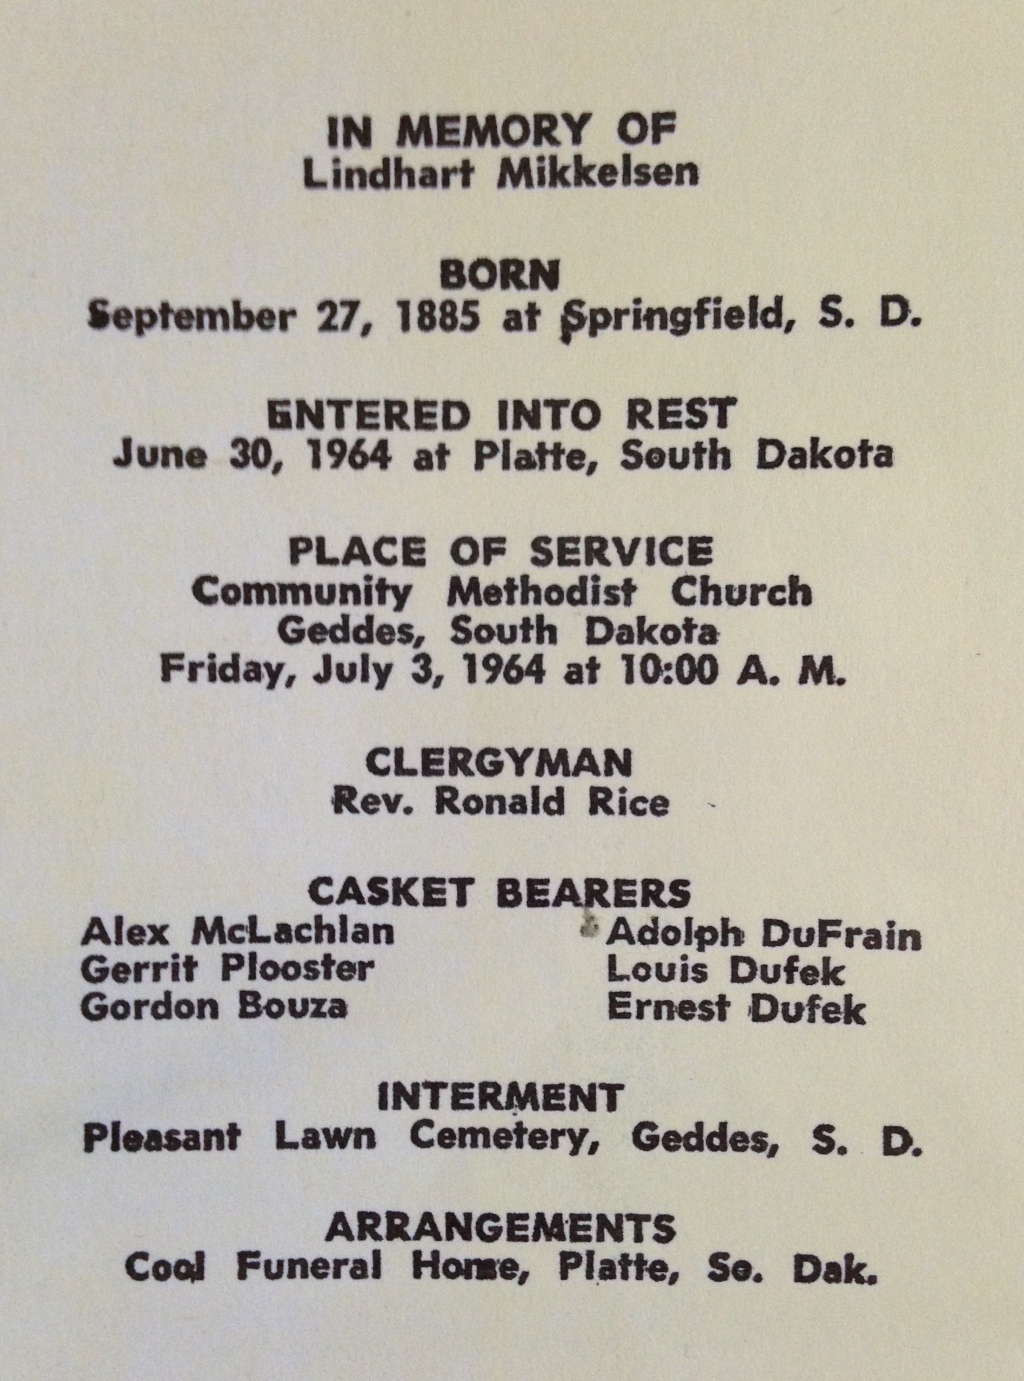 IN MEMORY OF
Lindhart Mikkelsen
BORN
September 27, 1885 at Springfield, S. D.
ENTERED INTO REST
June 30, 1964 at Platte, South Dakota
PLACE OF SERVICE
Community Methodist Church
Geddes, South Dakota
Friday, July 3, 1964 at 10:00 A. M.
CLERGYMAN
Rev. Ronald Rice
CASKET BEARERS
Alex McLachlan Adolph DuFrain
Gerrit Plooster Louis Dufek
Gordon Bouza Ernest Dufek
INTERMENT
Pleasant Lawn Cemetery, Geddes, S. D.
ARRANGEMENTS
Cool Funeral Home, Platte, So. Dak.